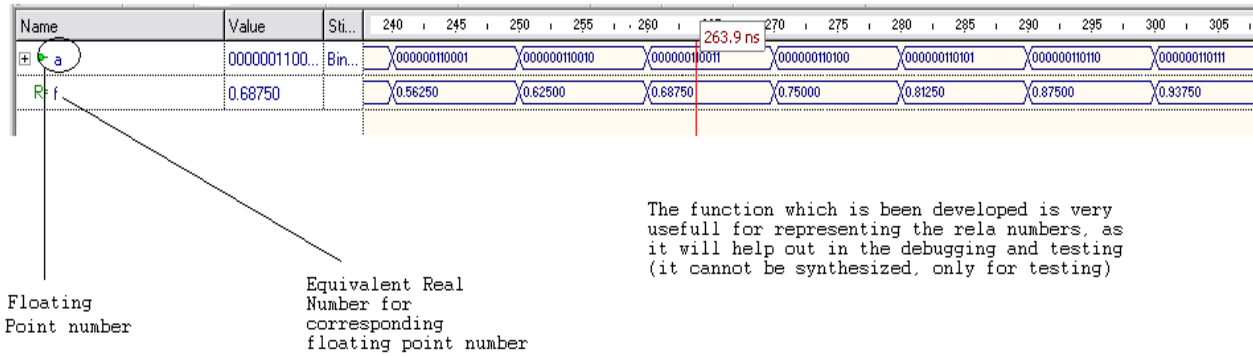 Name Value Sti... 240 245 250 255 260 270 275 280 285 290 295 300 305
263.9 ns
a 0000001100... Bin... 000000110001 000000110010 000000110011 000000110100 000000110101 000000110110 000000110111
R= f 0.68750 0.56250 0.62500 0.68750 0.75000 0.81250 0.87500 0.93750
The function which is been developed is very
usefull for representing the rela numbers, as
it will help out in the debugging and testing
(it cannot be synthesized, only for testing)
Floating
Point number
Equivalent Real
Number for
corresponding
floating point number